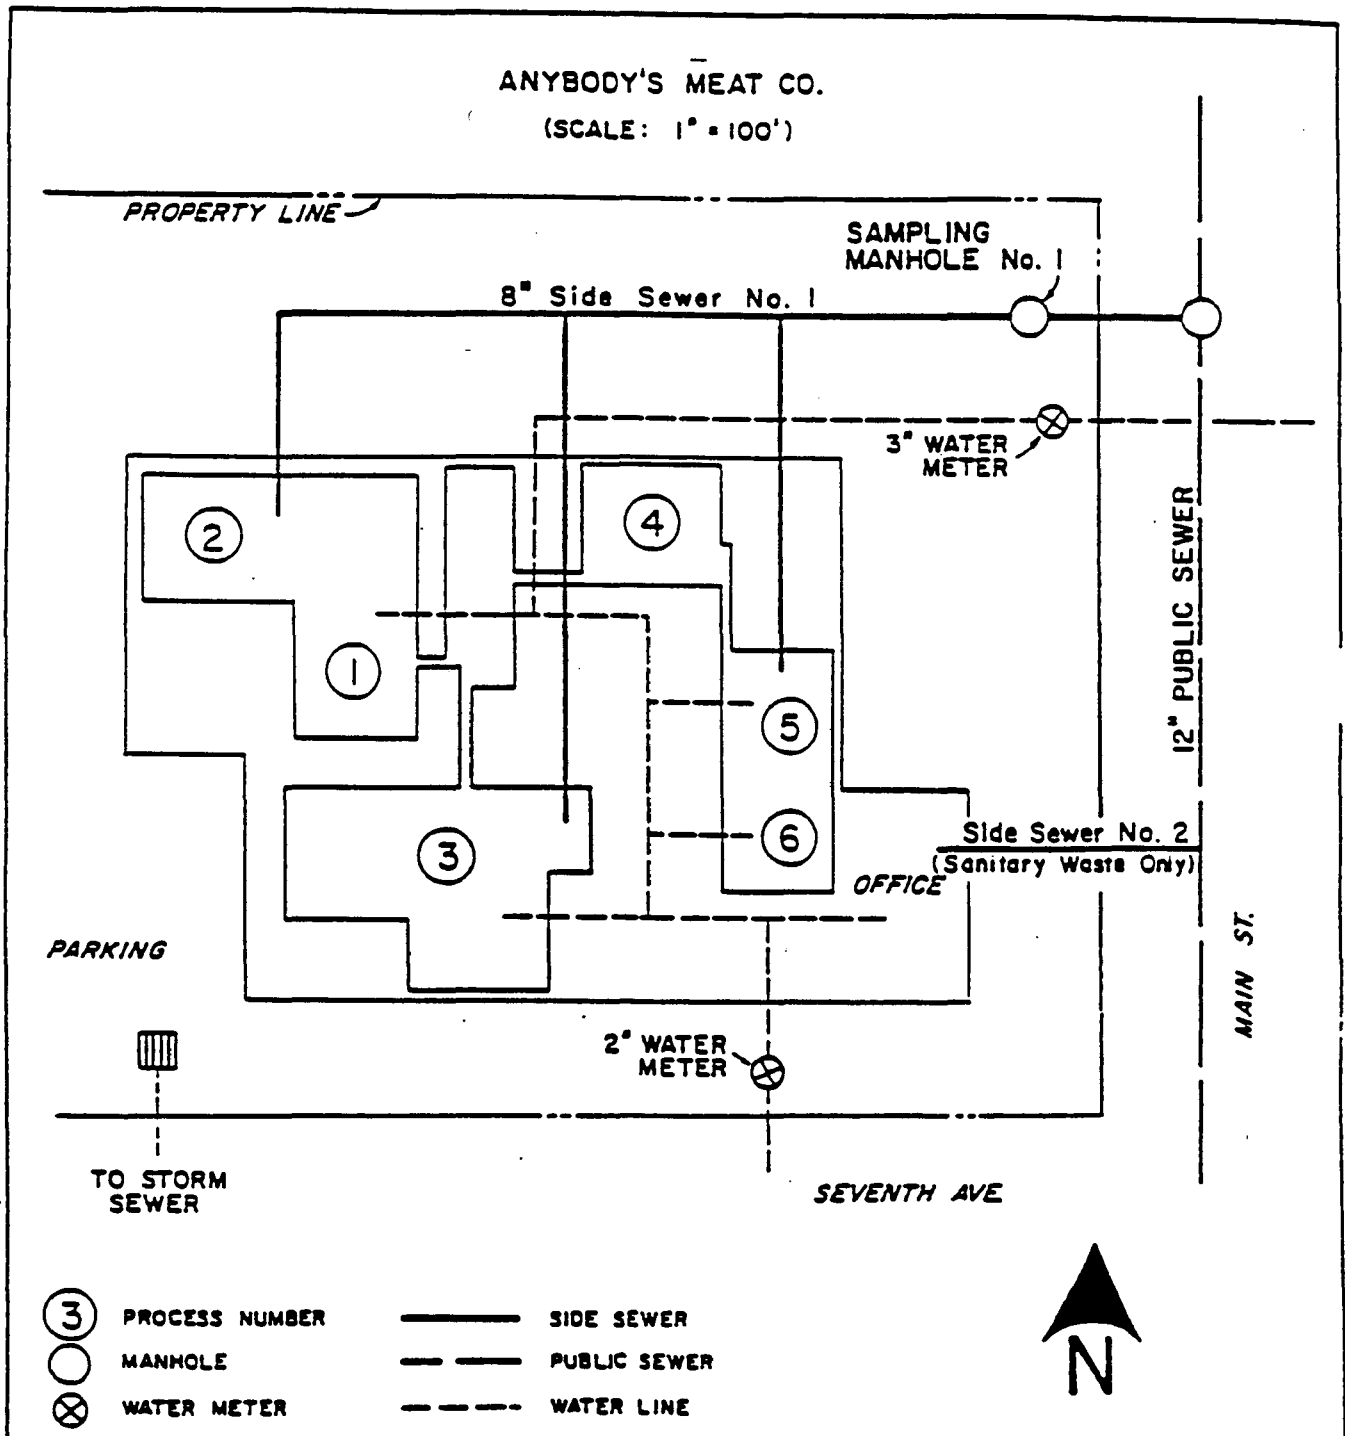 ANYBODY'S MEAT CO.
(SCALE: 1" = 100')
PROPERTY LINE
SAMPLING
MANHOLE No. 1
8" Side Sewer No. 1
3" WATER
METER
2
4
1
5
3
6
12" PUBLIC SEWER
Side Sewer No. 2
(Sanitary Waste Only)
OFFICE
PARKING
MAIN ST.
2" WATER
METER
TO STORM
SEWER
SEVENTH AVE
3 PROCESS NUMBER
SIDE SEWER
MANHOLE
PUBLIC SEWER
WATER METER
WATER LINE
N